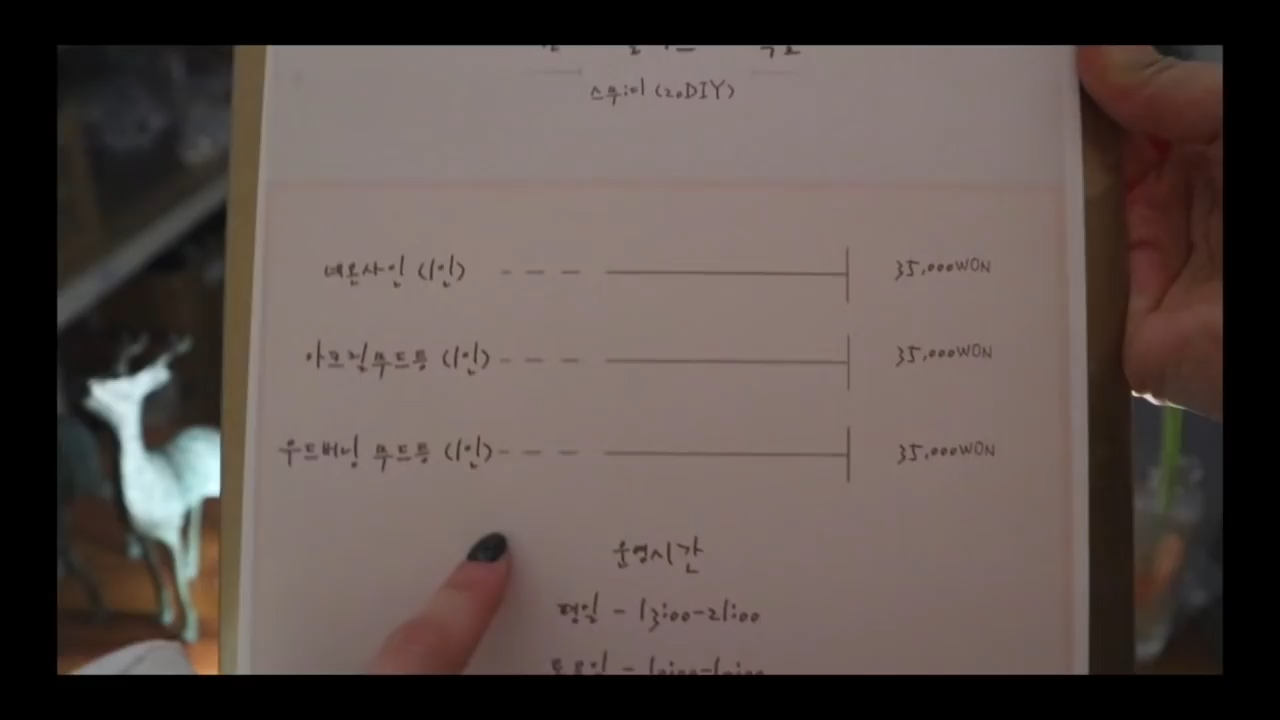 스무이 (20DIY)
네온사인 (1인) 35,000WON
아크릴무드등 (1인) 35,000WON
우드버닝 무드등 (1인) 35,000WON
운영시간
평일 - 13:00-21:00